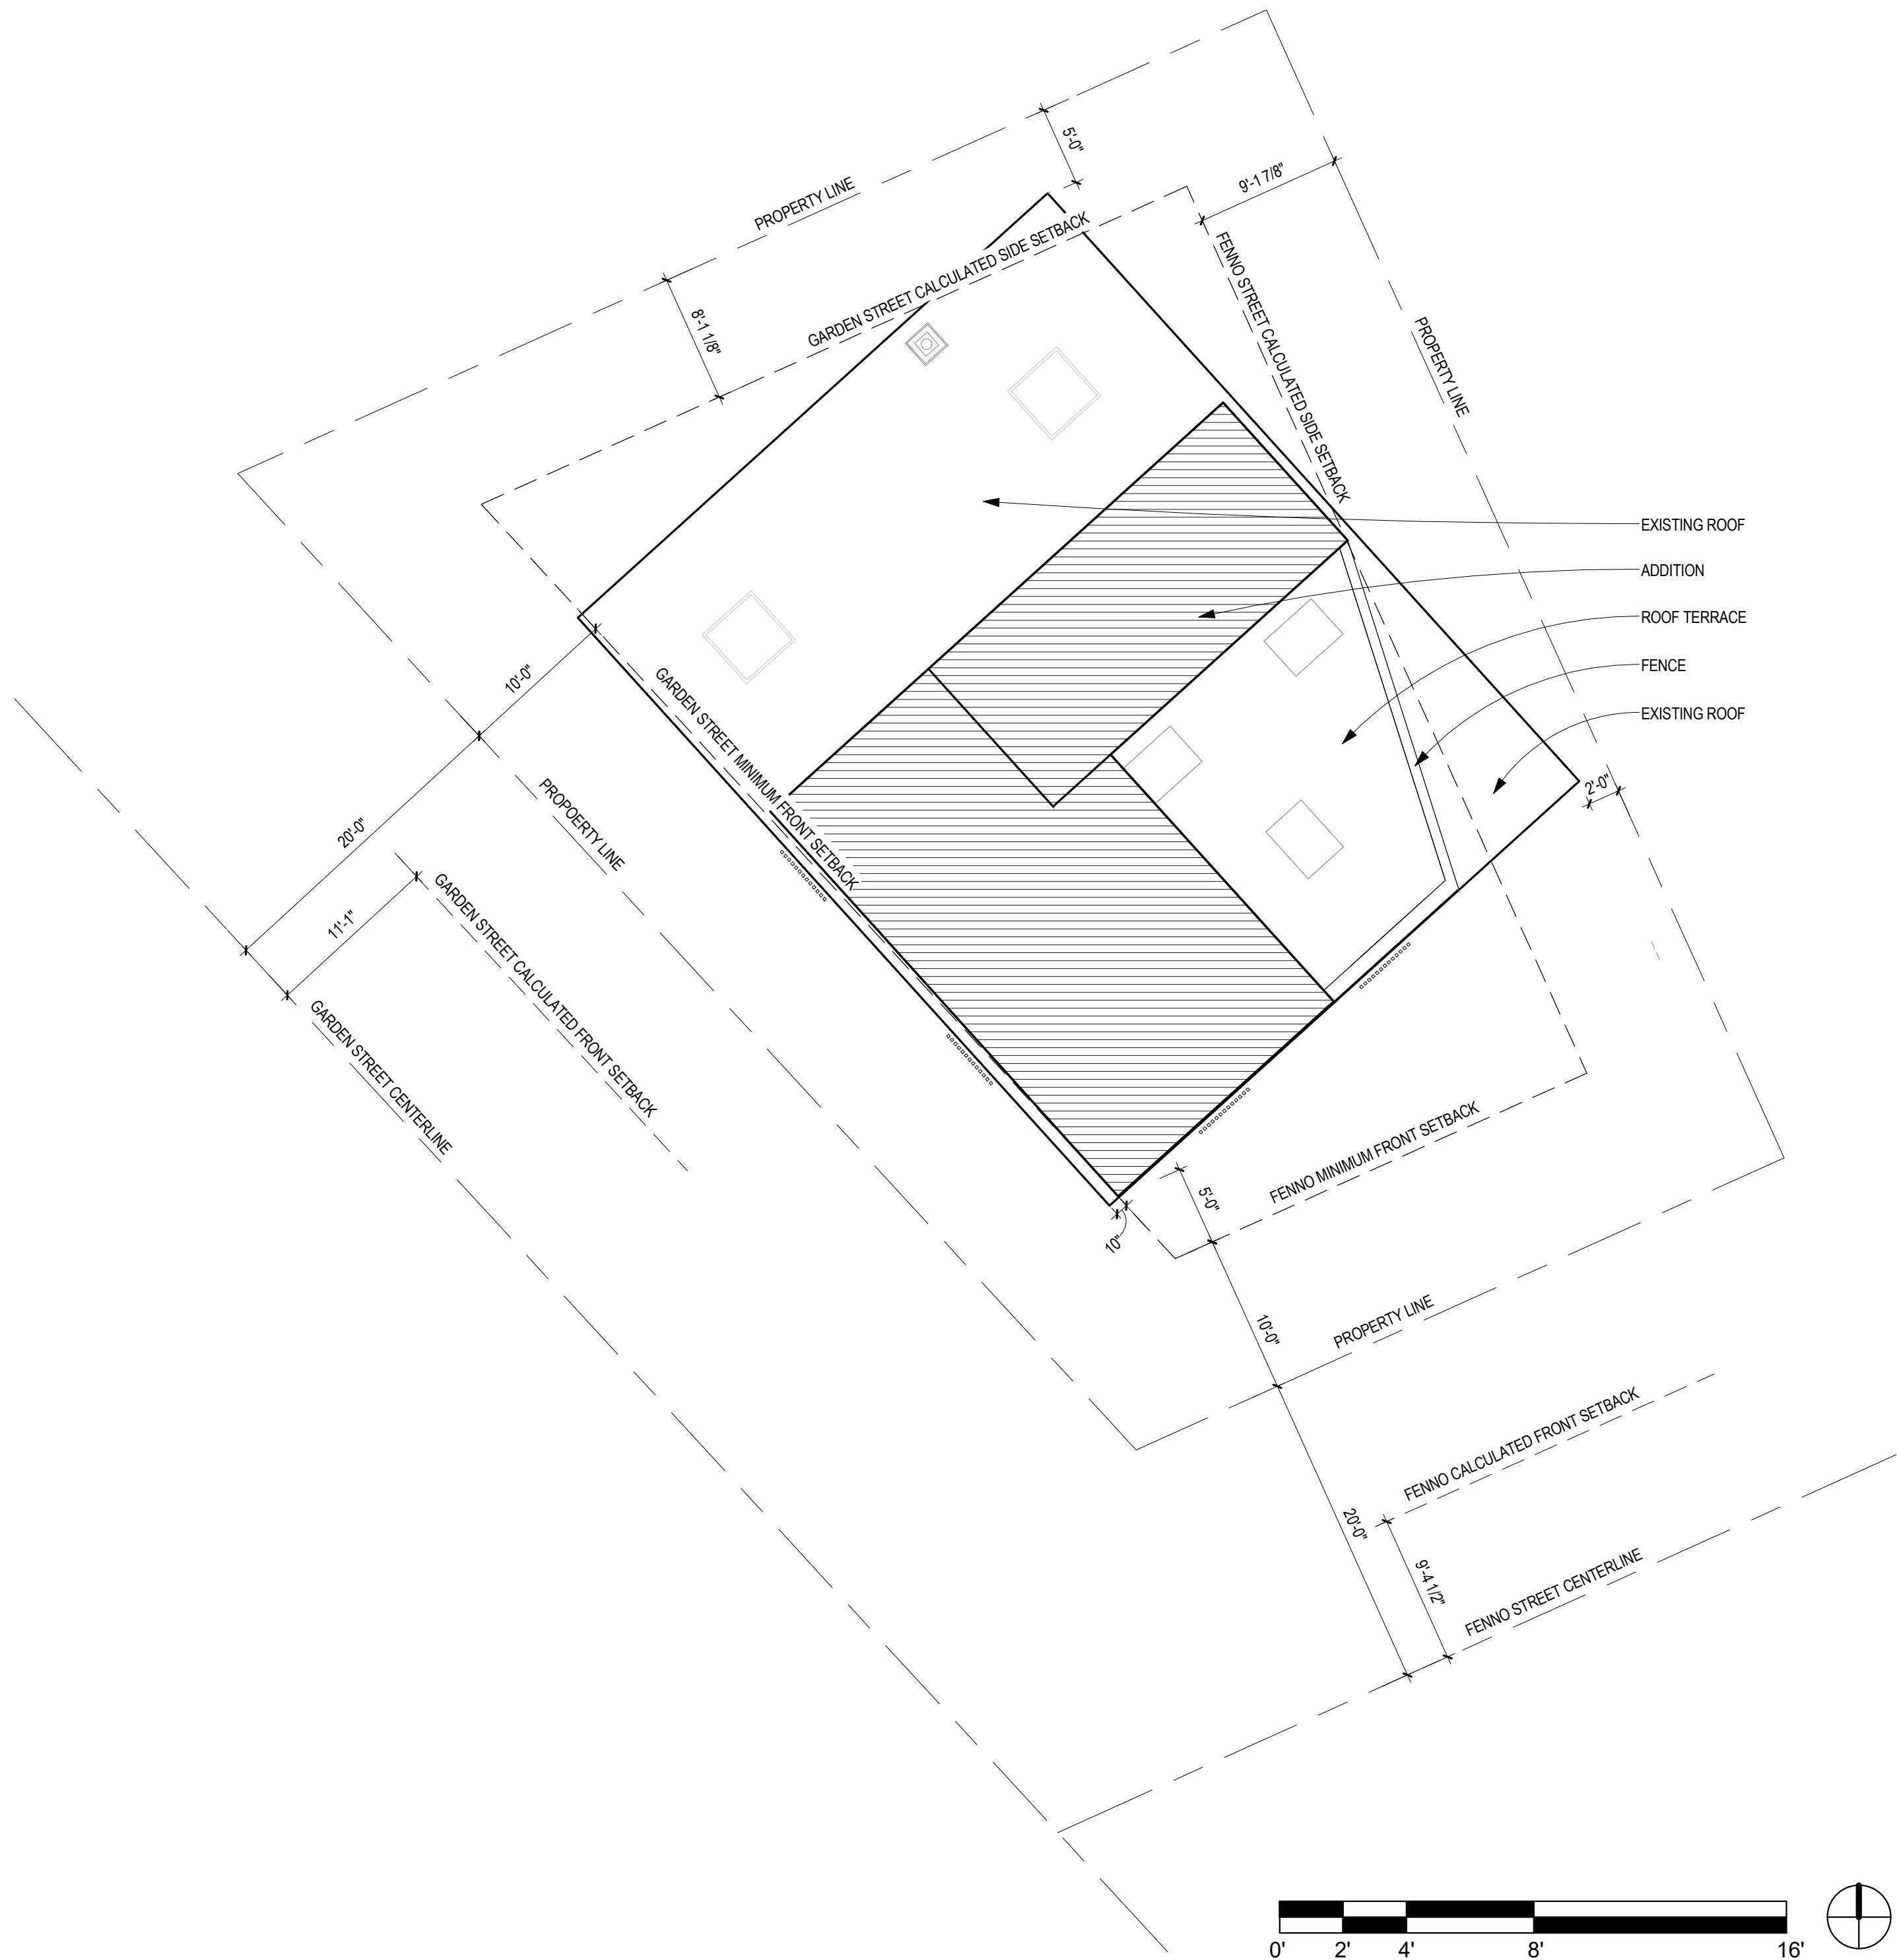 5'-0"
9'-1 7/8"
PROPERTY LINE
GARDEN STREET CALCULATED SIDE SETBACK
FENNO STREET CALCULATED SIDE SETBACK
8'-1 1/8"
PROPERTY LINE
EXISTING ROOF
ADDITION
ROOF TERRACE
FENCE
EXISTING ROOF
10'-0"
GARDEN STREET MINIMUM FRONT SETBACK
2'-0"
PROPOERTY LINE
20'-0"
11'-1"
GARDEN STREET CALCULATED FRONT SETBACK
GARDEN STREET CENTERLINE
FENNO MINIMUM FRONT SETBACK
5'-0"
10"
10'-0"
PROPERTY LINE
FENNO CALCULATED FRONT SETBACK
20'-0"
9'-4 1/2"
FENNO STREET CENTERLINE
0' 2' 4' 8' 16'